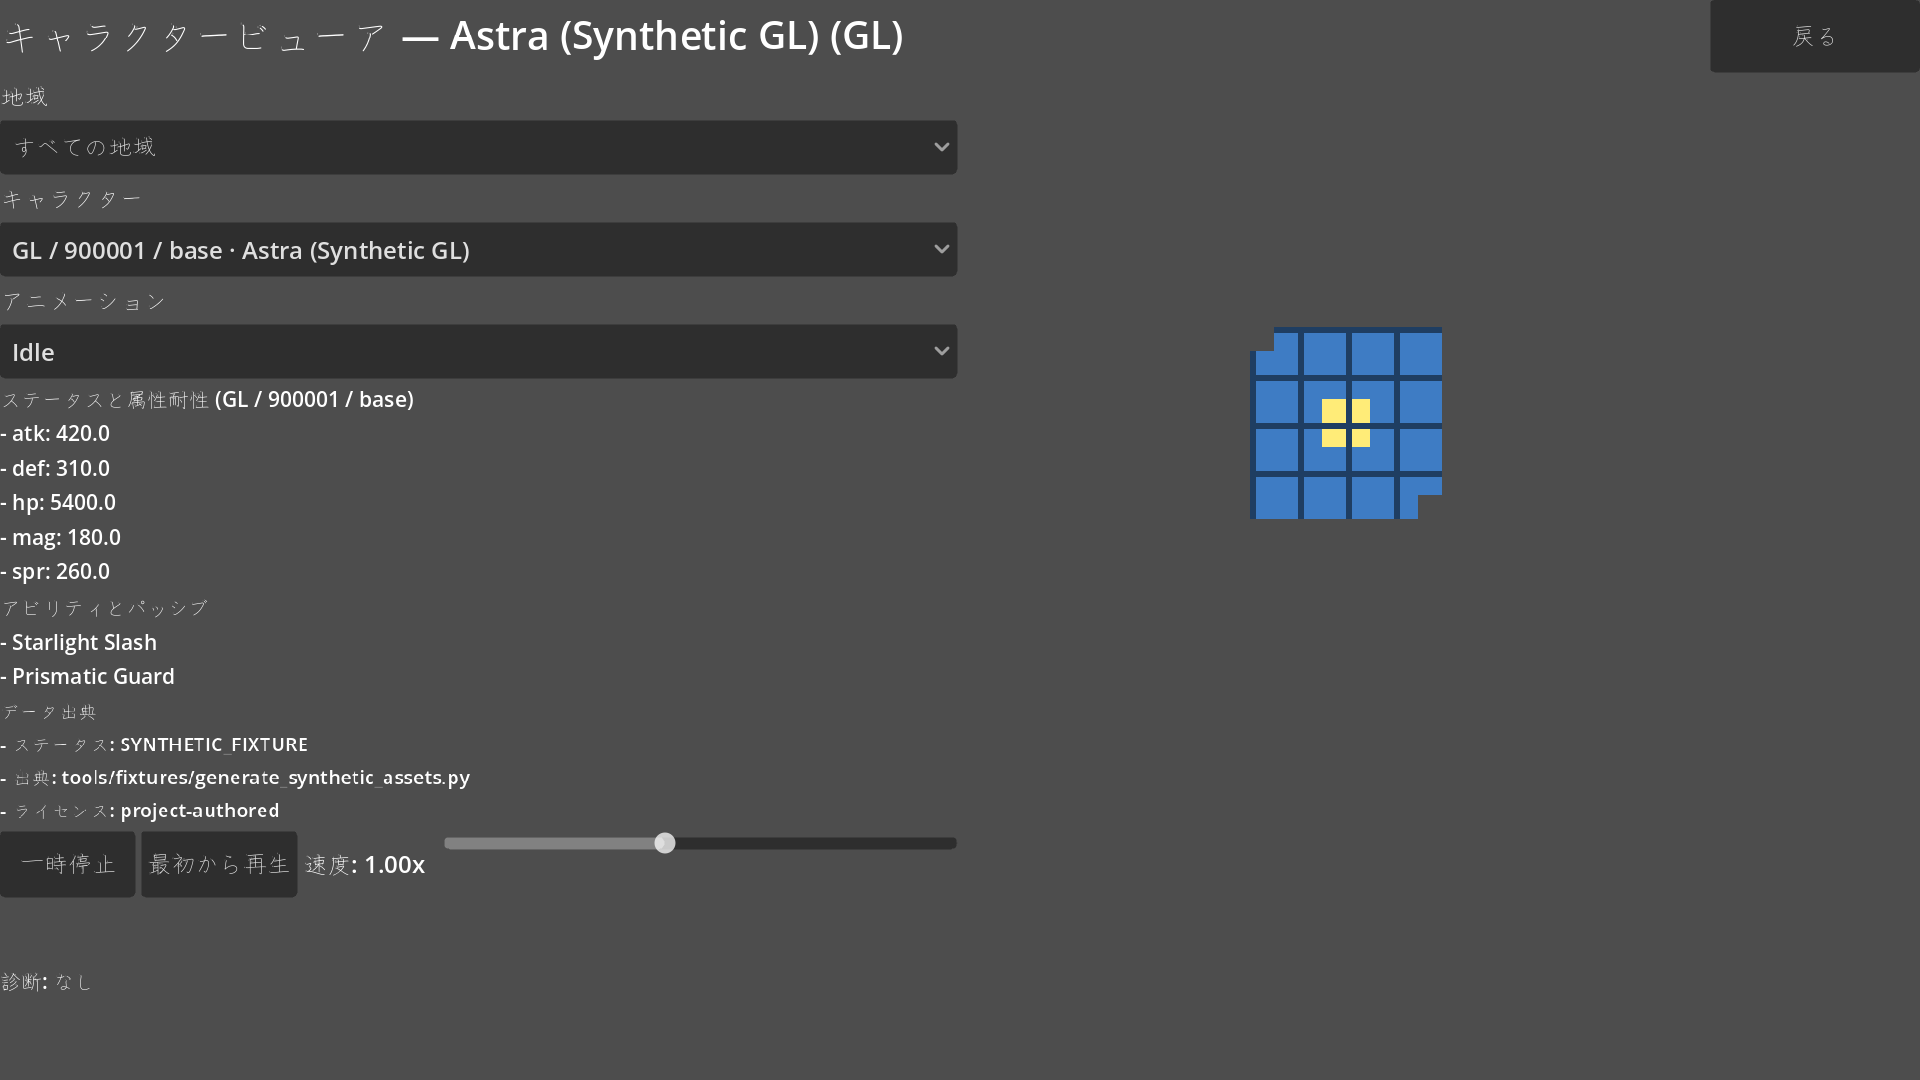 キャラクタービューア — Astra (Synthetic GL) (GL)
戻る
地域
すべての地域
キャラクター
GL / 900001 / base · Astra (Synthetic GL)
アニメーション
Idle
ステータスと属性耐性 (GL / 900001 / base)
- atk: 420.0
- def: 310.0
- hp: 5400.0
- mag: 180.0
- spr: 260.0
アビリティとパッシブ
- Starlight Slash
- Prismatic Guard
データ出典
- ステータス: SYNTHETIC_FIXTURE
- 出典: tools/fixtures/generate_synthetic_assets.py
- ライセンス: project-authored
一時停止
最初から再生
速度: 1.00x
診断: なし